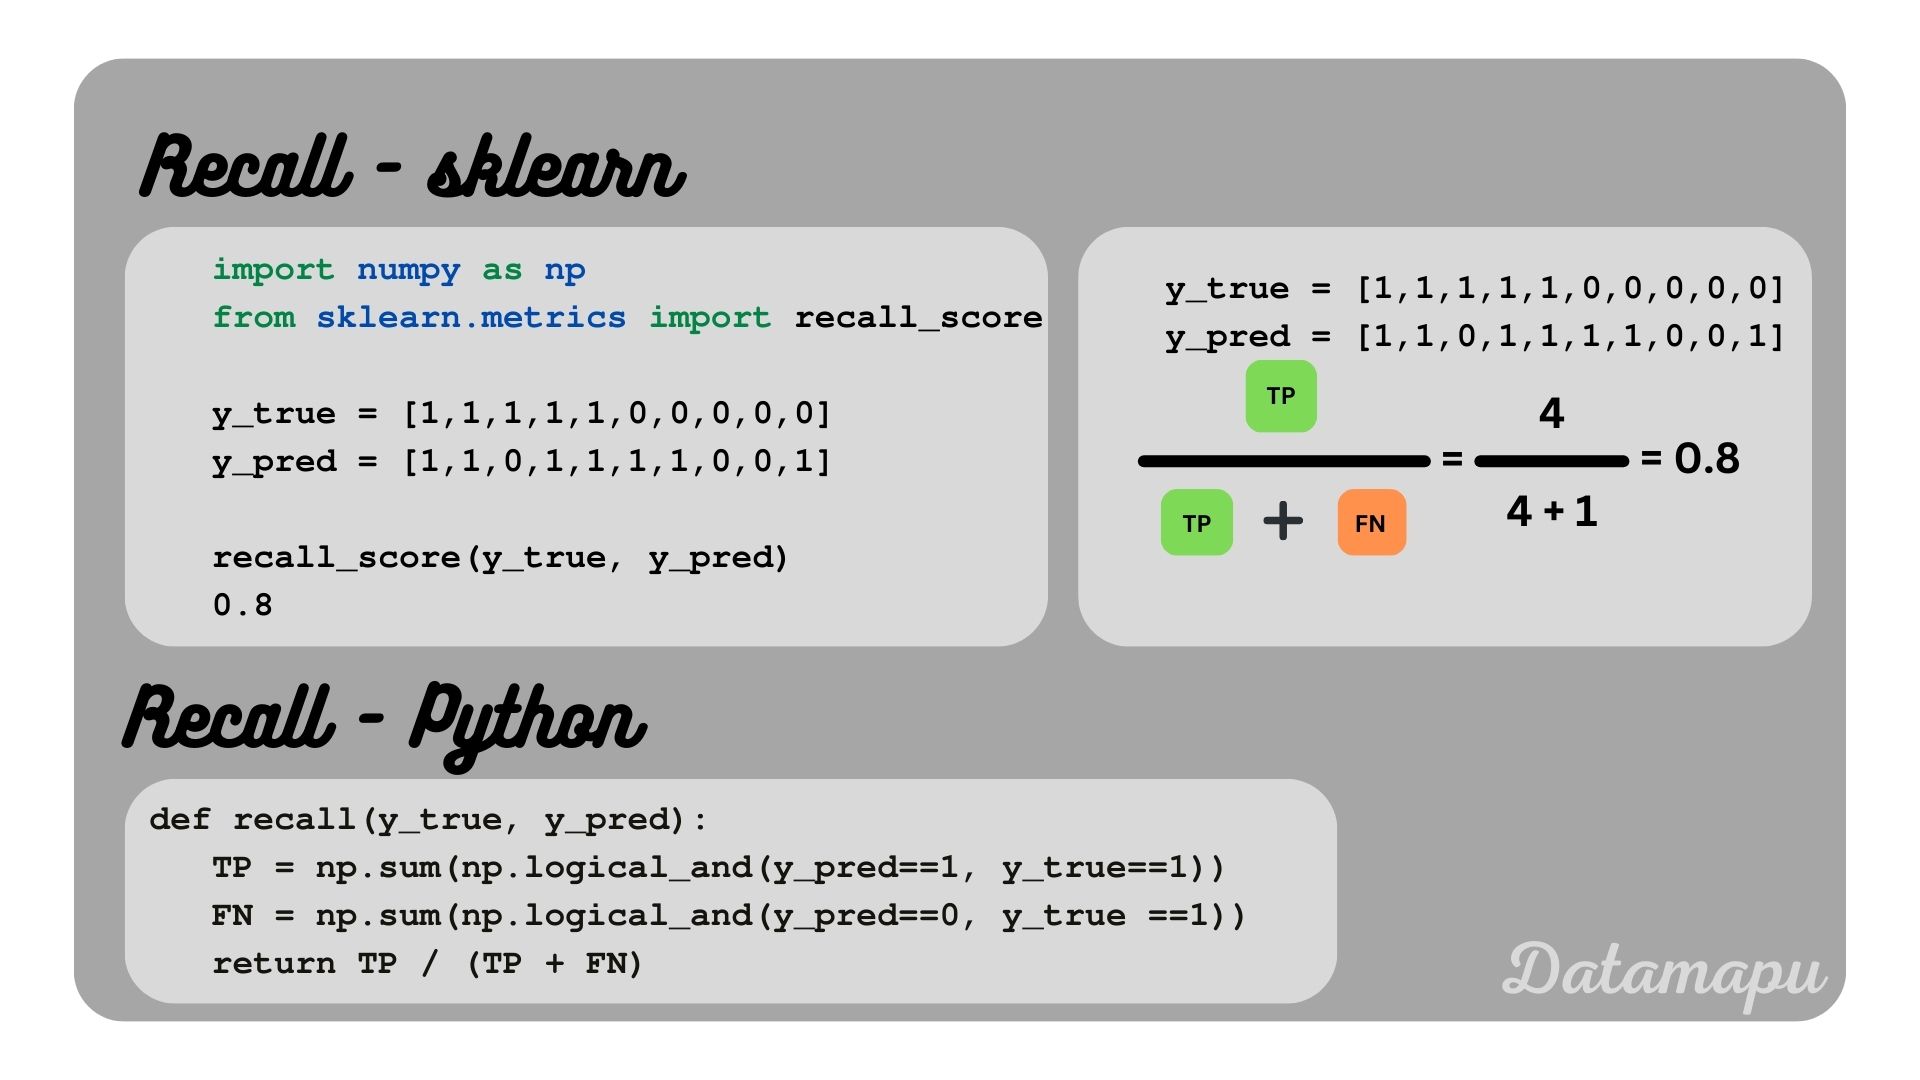 Recall - sklearn
import numpy as np
from sklearn.metrics import recall_score
y_true = [1,1,1,1,1,0,0,0,0,0]
y_pred = [1,1,0,1,1,1,1,0,0,1]
recall_score(y_true, y_pred)
0.8
y_true = [1,1,1,1,1,0,0,0,0,0]
y_pred = [1,1,0,1,1,1,1,0,0,1]
TP 4
= = 0.8
TP + FN 4 + 1
Recall - Python
def recall(y_true, y_pred):
TP = np.sum(np.logical_and(y_pred==1, y_true==1))
FN = np.sum(np.logical_and(y_pred==0, y_true ==1))
return TP / (TP + FN)
Datamapu